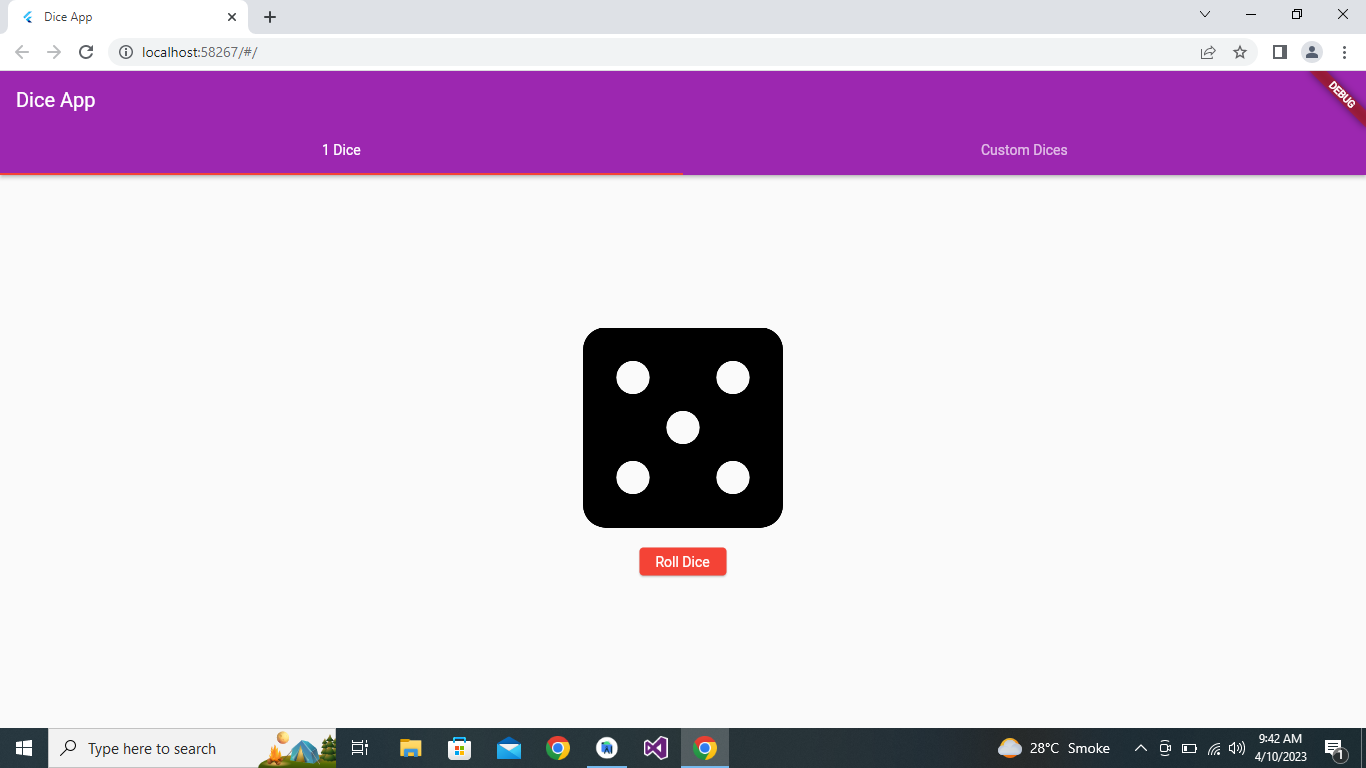 Dice App
localhost:58267/#/
Dice App
DEBUG
1 Dice
Custom Dices
Roll Dice
Type here to search
28°C Smoke
9:42 AM
4/10/2023
1